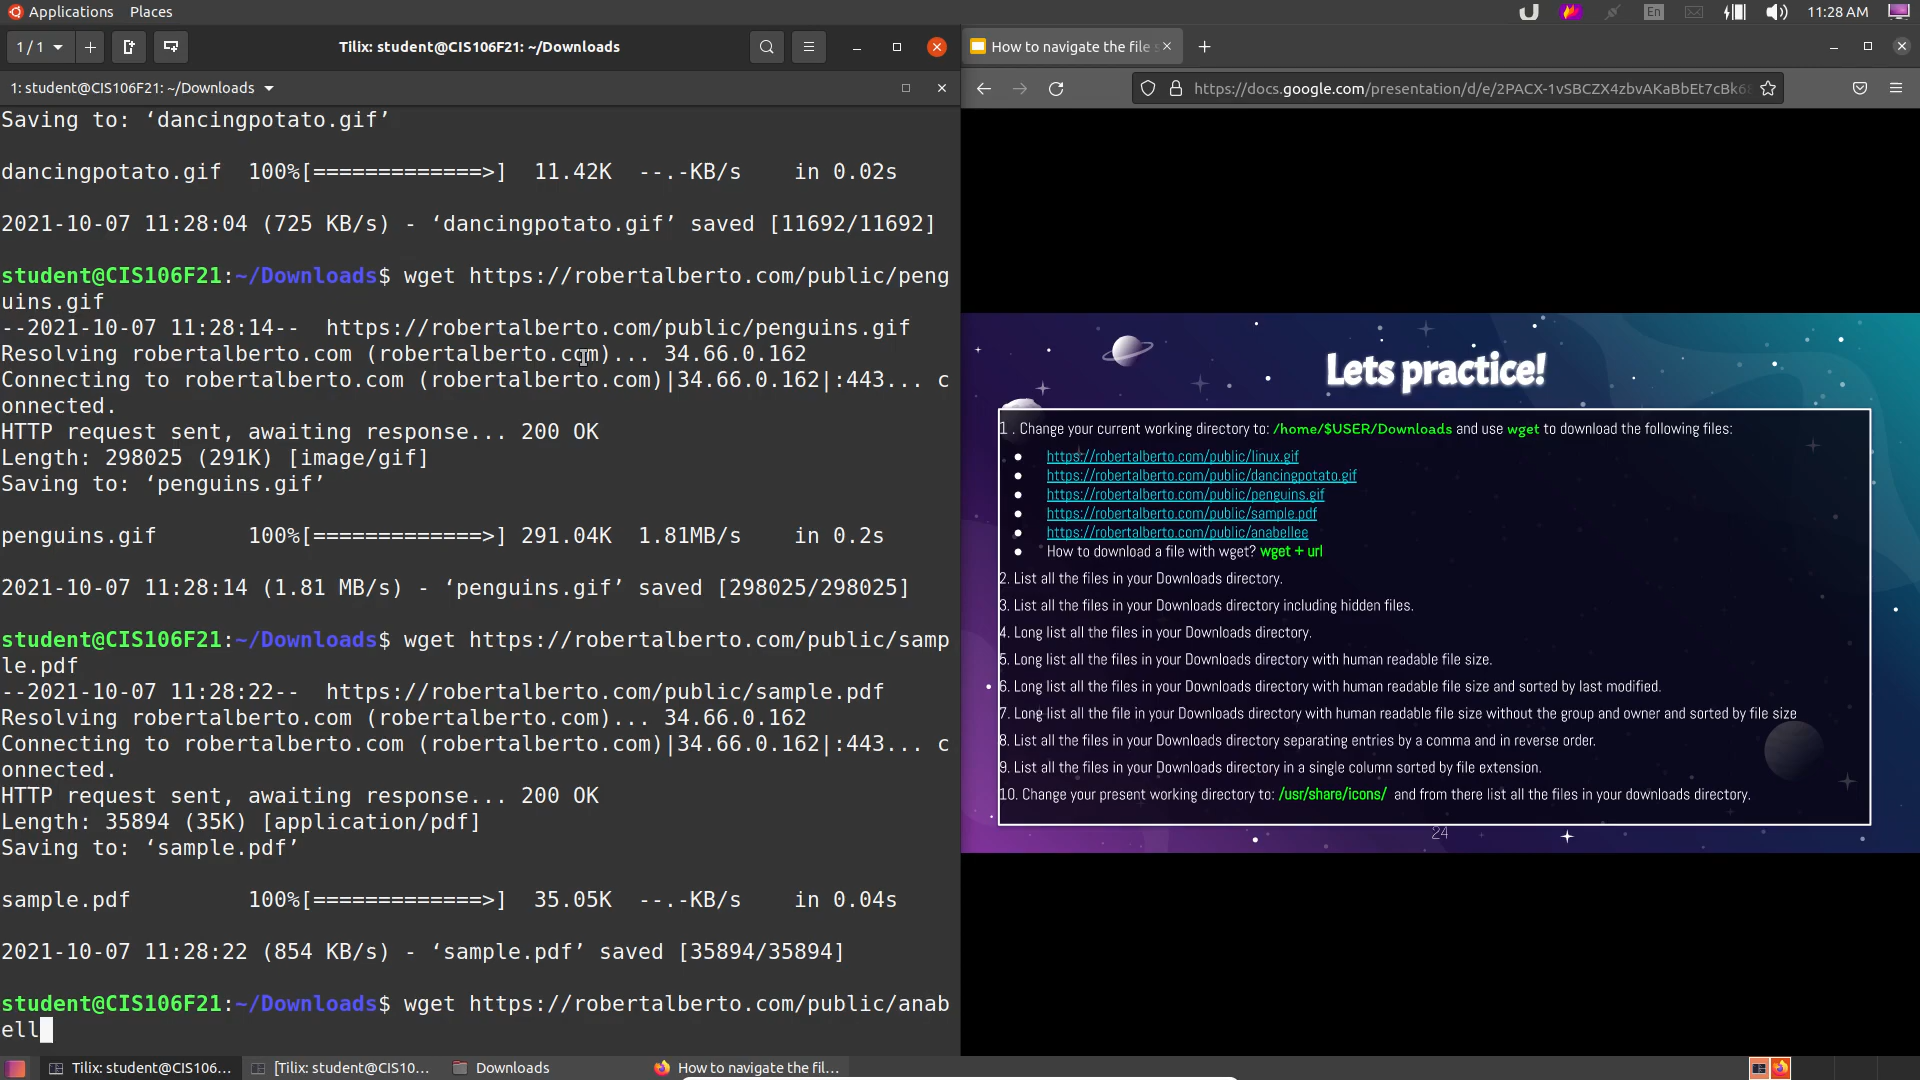 Applications Places
En 11:28 AM
1 / 1 Tilix: student@CIS106F21: ~/Downloads
1: student@CIS106F21: ~/Downloads
Saving to: ‘dancingpotato.gif’
dancingpotato.gif 100%[=============>] 11.42K --.-KB/s in 0.02s
2021-10-07 11:28:04 (725 KB/s) - ‘dancingpotato.gif’ saved [11692/11692]
student@CIS106F21:~/Downloads$ wget https://robertalberto.com/public/peng
uins.gif
--2021-10-07 11:28:14-- https://robertalberto.com/public/penguins.gif
Resolving robertalberto.com (robertalberto.com)... 34.66.0.162
Connecting to robertalberto.com (robertalberto.com)|34.66.0.162|:443... c
onnected.
HTTP request sent, awaiting response... 200 OK
Length: 298025 (291K) [image/gif]
Saving to: ‘penguins.gif’
penguins.gif 100%[=============>] 291.04K 1.81MB/s in 0.2s
2021-10-07 11:28:14 (1.81 MB/s) - ‘penguins.gif’ saved [298025/298025]
student@CIS106F21:~/Downloads$ wget https://robertalberto.com/public/samp
le.pdf
--2021-10-07 11:28:22-- https://robertalberto.com/public/sample.pdf
Resolving robertalberto.com (robertalberto.com)... 34.66.0.162
Connecting to robertalberto.com (robertalberto.com)|34.66.0.162|:443... c
onnected.
HTTP request sent, awaiting response... 200 OK
Length: 35894 (35K) [application/pdf]
Saving to: ‘sample.pdf’
sample.pdf 100%[=============>] 35.05K --.-KB/s in 0.04s
2021-10-07 11:28:22 (854 KB/s) - ‘sample.pdf’ saved [35894/35894]
student@CIS106F21:~/Downloads$ wget https://robertalberto.com/public/anab
ell
How to navigate the file s
https://docs.google.com/presentation/d/e/2PACX-1vSBCZX4zbvAKaBbEt7cBk6
Lets practice!
1 . Change your current working directory to: /home/$USER/Downloads and use wget to download the following files:
● https://robertalberto.com/public/linux.gif
● https://robertalberto.com/public/dancingpotato.gif
● https://robertalberto.com/public/penguins.gif
● https://robertalberto.com/public/sample.pdf
● https://robertalberto.com/public/anabellee
● How to download a file with wget? wget + url
2. List all the files in your Downloads directory.
3. List all the files in your Downloads directory including hidden files.
4. Long list all the files in your Downloads directory.
5. Long list all the files in your Downloads directory with human readable file size.
6. Long list all the files in your Downloads directory with human readable file size and sorted by last modified.
7. Long list all the file in your Downloads directory with human readable file size without the group and owner and sorted by file size
8. List all the files in your Downloads directory separating entries by a comma and in reverse order.
9. List all the files in your Downloads directory in a single column sorted by file extension.
10. Change your present working directory to: /usr/share/icons/ and from there list all the files in your downloads directory.
24
Tilix: student@CIS106... [Tilix: student@CIS10... Downloads How to navigate the fil...